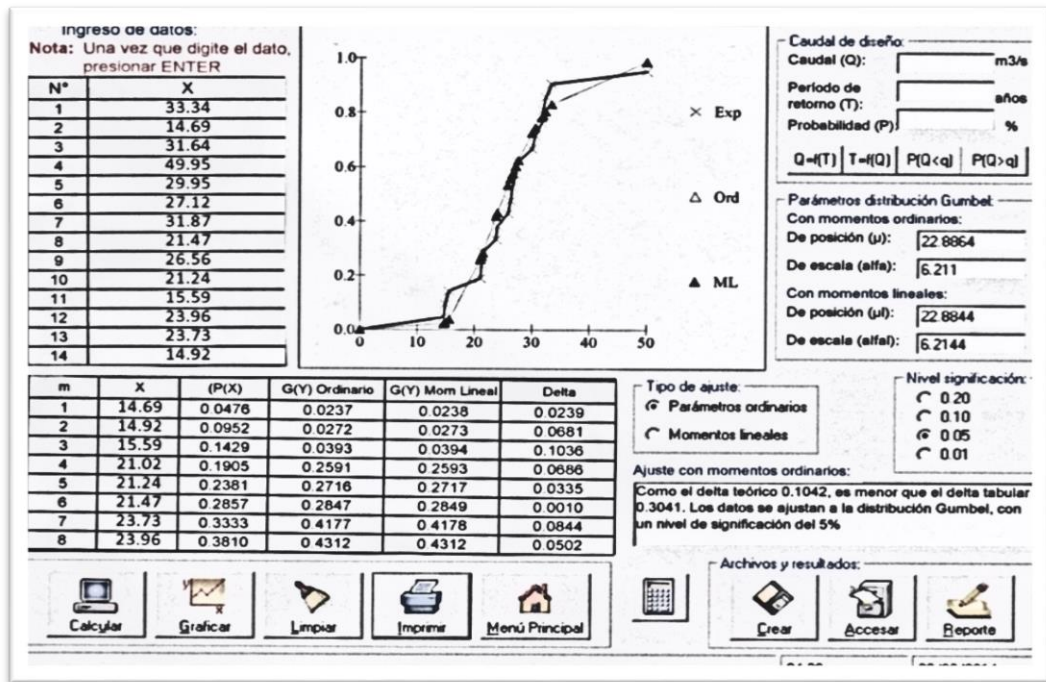 Ingreso de datos:
Nota: Una vez que digite el dato,
presionar ENTER
N° X
1 33.34
2 14.69
3 31.64
4 49.95
5 29.95
6 27.12
7 31.87
8 21.47
9 26.56
10 21.24
11 15.59
12 23.96
13 23.73
14 14.92
1.0
0.8
0.6
0.4
0.2
0.0
0 10 20 30 40 50
Exp
Ord
ML
Caudal de diseño:
Caudal (Q): m3/s
Período de
retorno (T): años
Probabilidad (P): %
Q=f(T) T=f(Q) P(Q<q) P(Q>q)
Parámetros distribución Gumbel:
Con momentos ordinarios:
De posición (µ): 22.8864
De escala (alfa): 6.211
Con momentos lineales:
De posición (µl): 22.8844
De escala (alfal): 6.2144
m X (P(X) G(Y) Ordinario G(Y) Mom Lineal Delta
1 14.69 0.0476 0.0237 0.0238 0.0239
2 14.92 0.0952 0.0272 0.0273 0.0681
3 15.59 0.1429 0.0393 0.0394 0.1036
4 21.02 0.1905 0.2591 0.2593 0.0686
5 21.24 0.2381 0.2716 0.2717 0.0335
6 21.47 0.2857 0.2847 0.2849 0.0010
7 23.73 0.3333 0.4177 0.4178 0.0844
8 23.96 0.3810 0.4312 0.4312 0.0502
Tipo de ajuste:
Parámetros ordinarios
Momentos lineales
Nivel significación:
0.20
0.10
0.05
0.01
Ajuste con momentos ordinarios:
Como el delta teórico 0.1042, es menor que el delta tabular
0.3041. Los datos se ajustan a la distribución Gumbel, con
un nivel de significación del 5%
Calcular Graficar Limpiar Imprimir Menú Principal
Archivos y resultados:
Crear Accesar Reporte